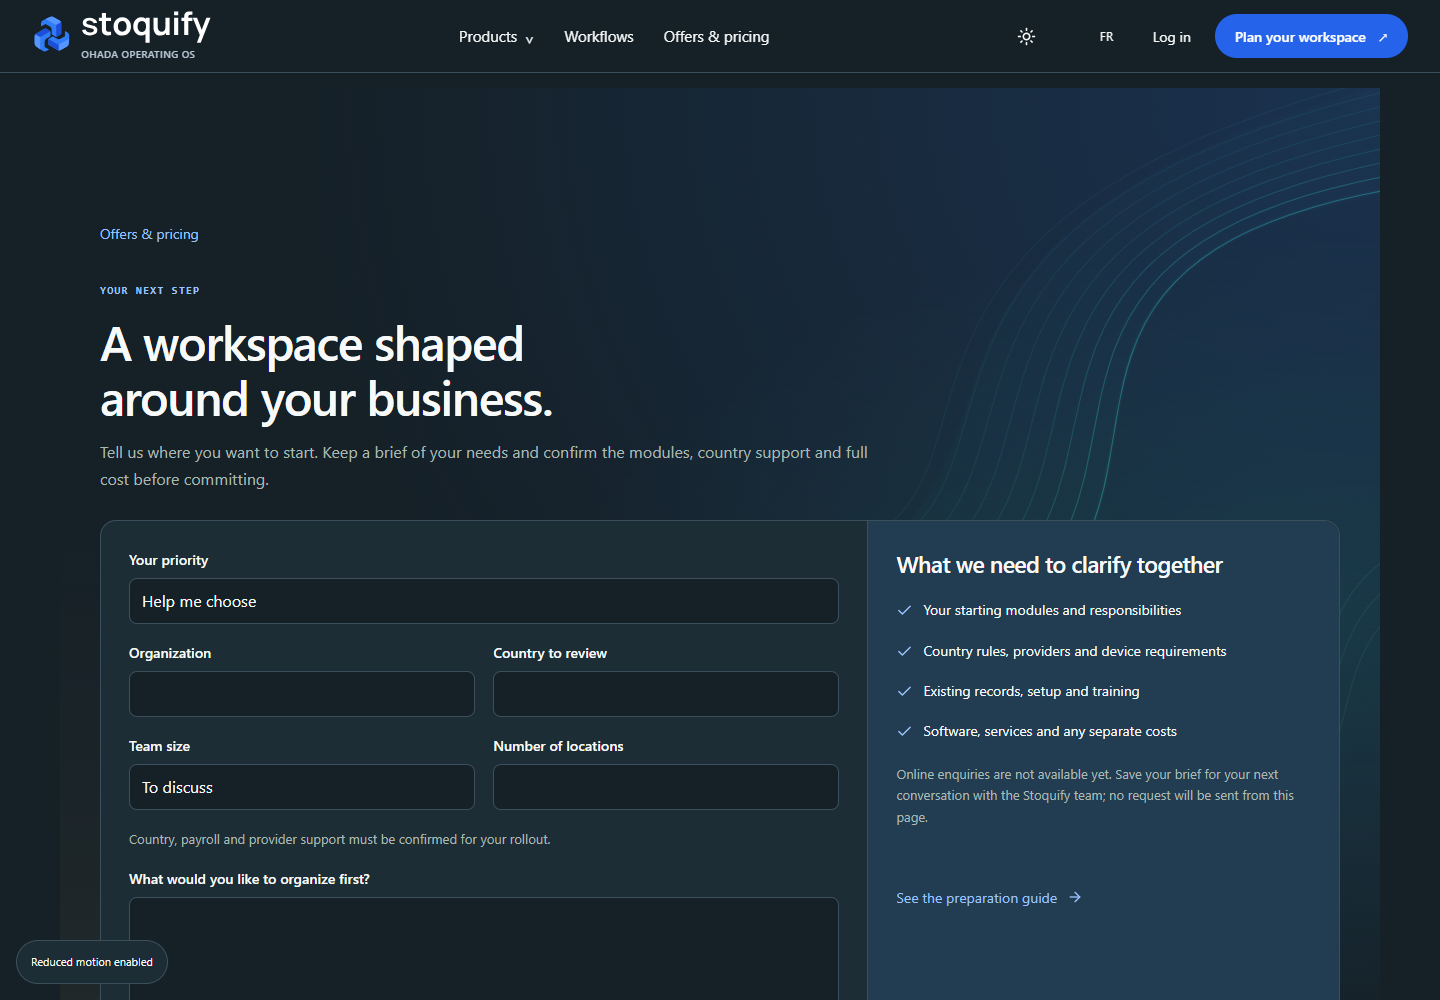 stoquify
OHADA OPERATING OS
Products
Workflows
Offers & pricing
FR
Log in
Plan your workspace ↗
Offers & pricing
YOUR NEXT STEP
A workspace shaped
around your business.
Tell us where you want to start. Keep a brief of your needs and confirm the modules, country support and full
cost before committing.
Your priority
Help me choose
Organization
Country to review
Team size
To discuss
Number of locations
Country, payroll and provider support must be confirmed for your rollout.
What would you like to organize first?
What we need to clarify together
Your starting modules and responsibilities
Country rules, providers and device requirements
Existing records, setup and training
Software, services and any separate costs
Online enquiries are not available yet. Save your brief for your next
conversation with the Stoquify team; no request will be sent from this
page.
See the preparation guide →
Reduced motion enabled